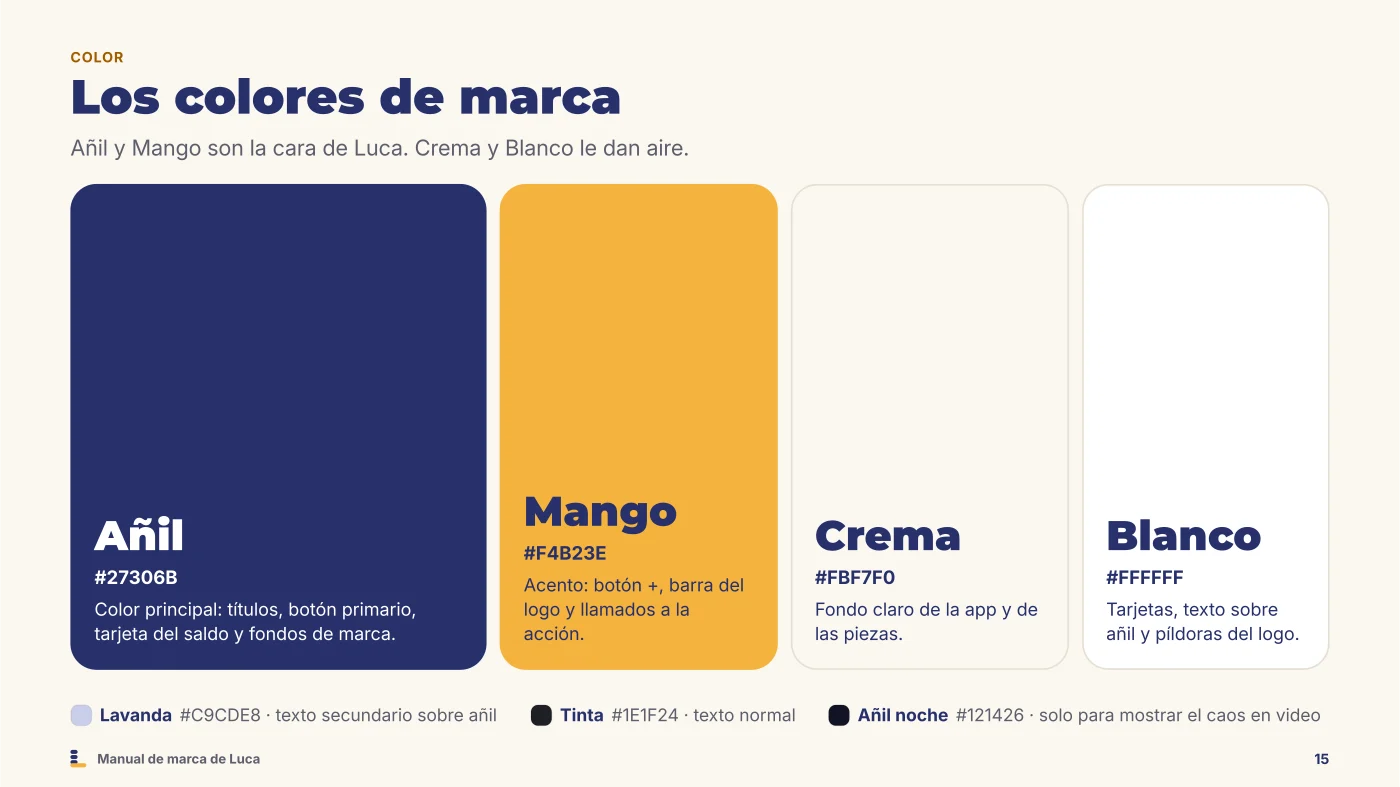 COLOR
Los colores de marca
Añil y Mango son la cara de Luca. Crema y Blanco le dan aire.
Añil
#27306B
Color principal: títulos, botón primario,
tarjeta del saldo y fondos de marca.
Mango
#F4B23E
Acento: botón +, barra del
logo y llamados a la
acción.
Crema
#FBF7F0
Fondo claro de la app y de
las piezas.
Blanco
#FFFFFF
Tarjetas, texto sobre
añil y píldoras del logo.
Lavanda #C9CDE8 · texto secundario sobre añil
Tinta #1E1F24 · texto normal
Añil noche #121426 · solo para mostrar el caos en video
Manual de marca de Luca
15